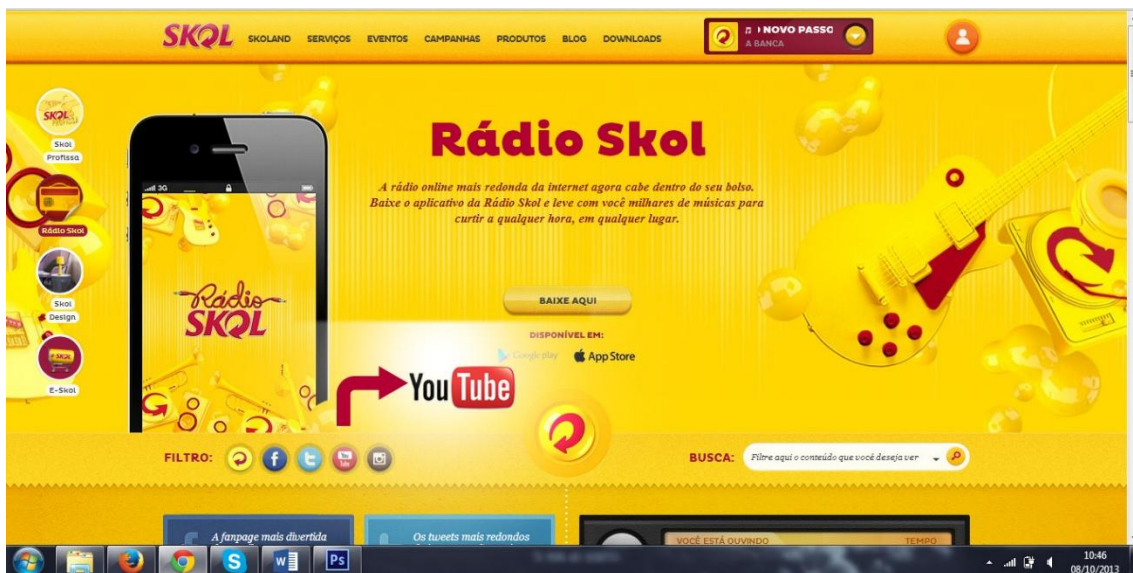 SKOL SKOLAND SERVIÇOS EVENTOS CAMPANHAS PRODUTOS BLOG DOWNLOADS
NOVO PASSO
A BANCA
SKOL
Skol
Profissa
Rádio Skol
Skol
Design
E-Skol
3G
Rádio
SKOL
Rádio Skol
A rádio online mais redonda da internet agora cabe dentro do seu bolso.
Baixe o aplicativo da Rádio Skol e leve com você milhares de músicas para
curtir a qualquer hora, em qualquer lugar.
BAIXE AQUI
DISPONÍVEL EM:
Google play App Store
YouTube
FILTRO:
You
Tube
BUSCA: Filtre aqui o conteúdo que você deseja ver
A fanpage mais divertida
Os tweets mais redondos
VOCÊ ESTÁ OUVINDO TEMPO
10:46
08/10/2013